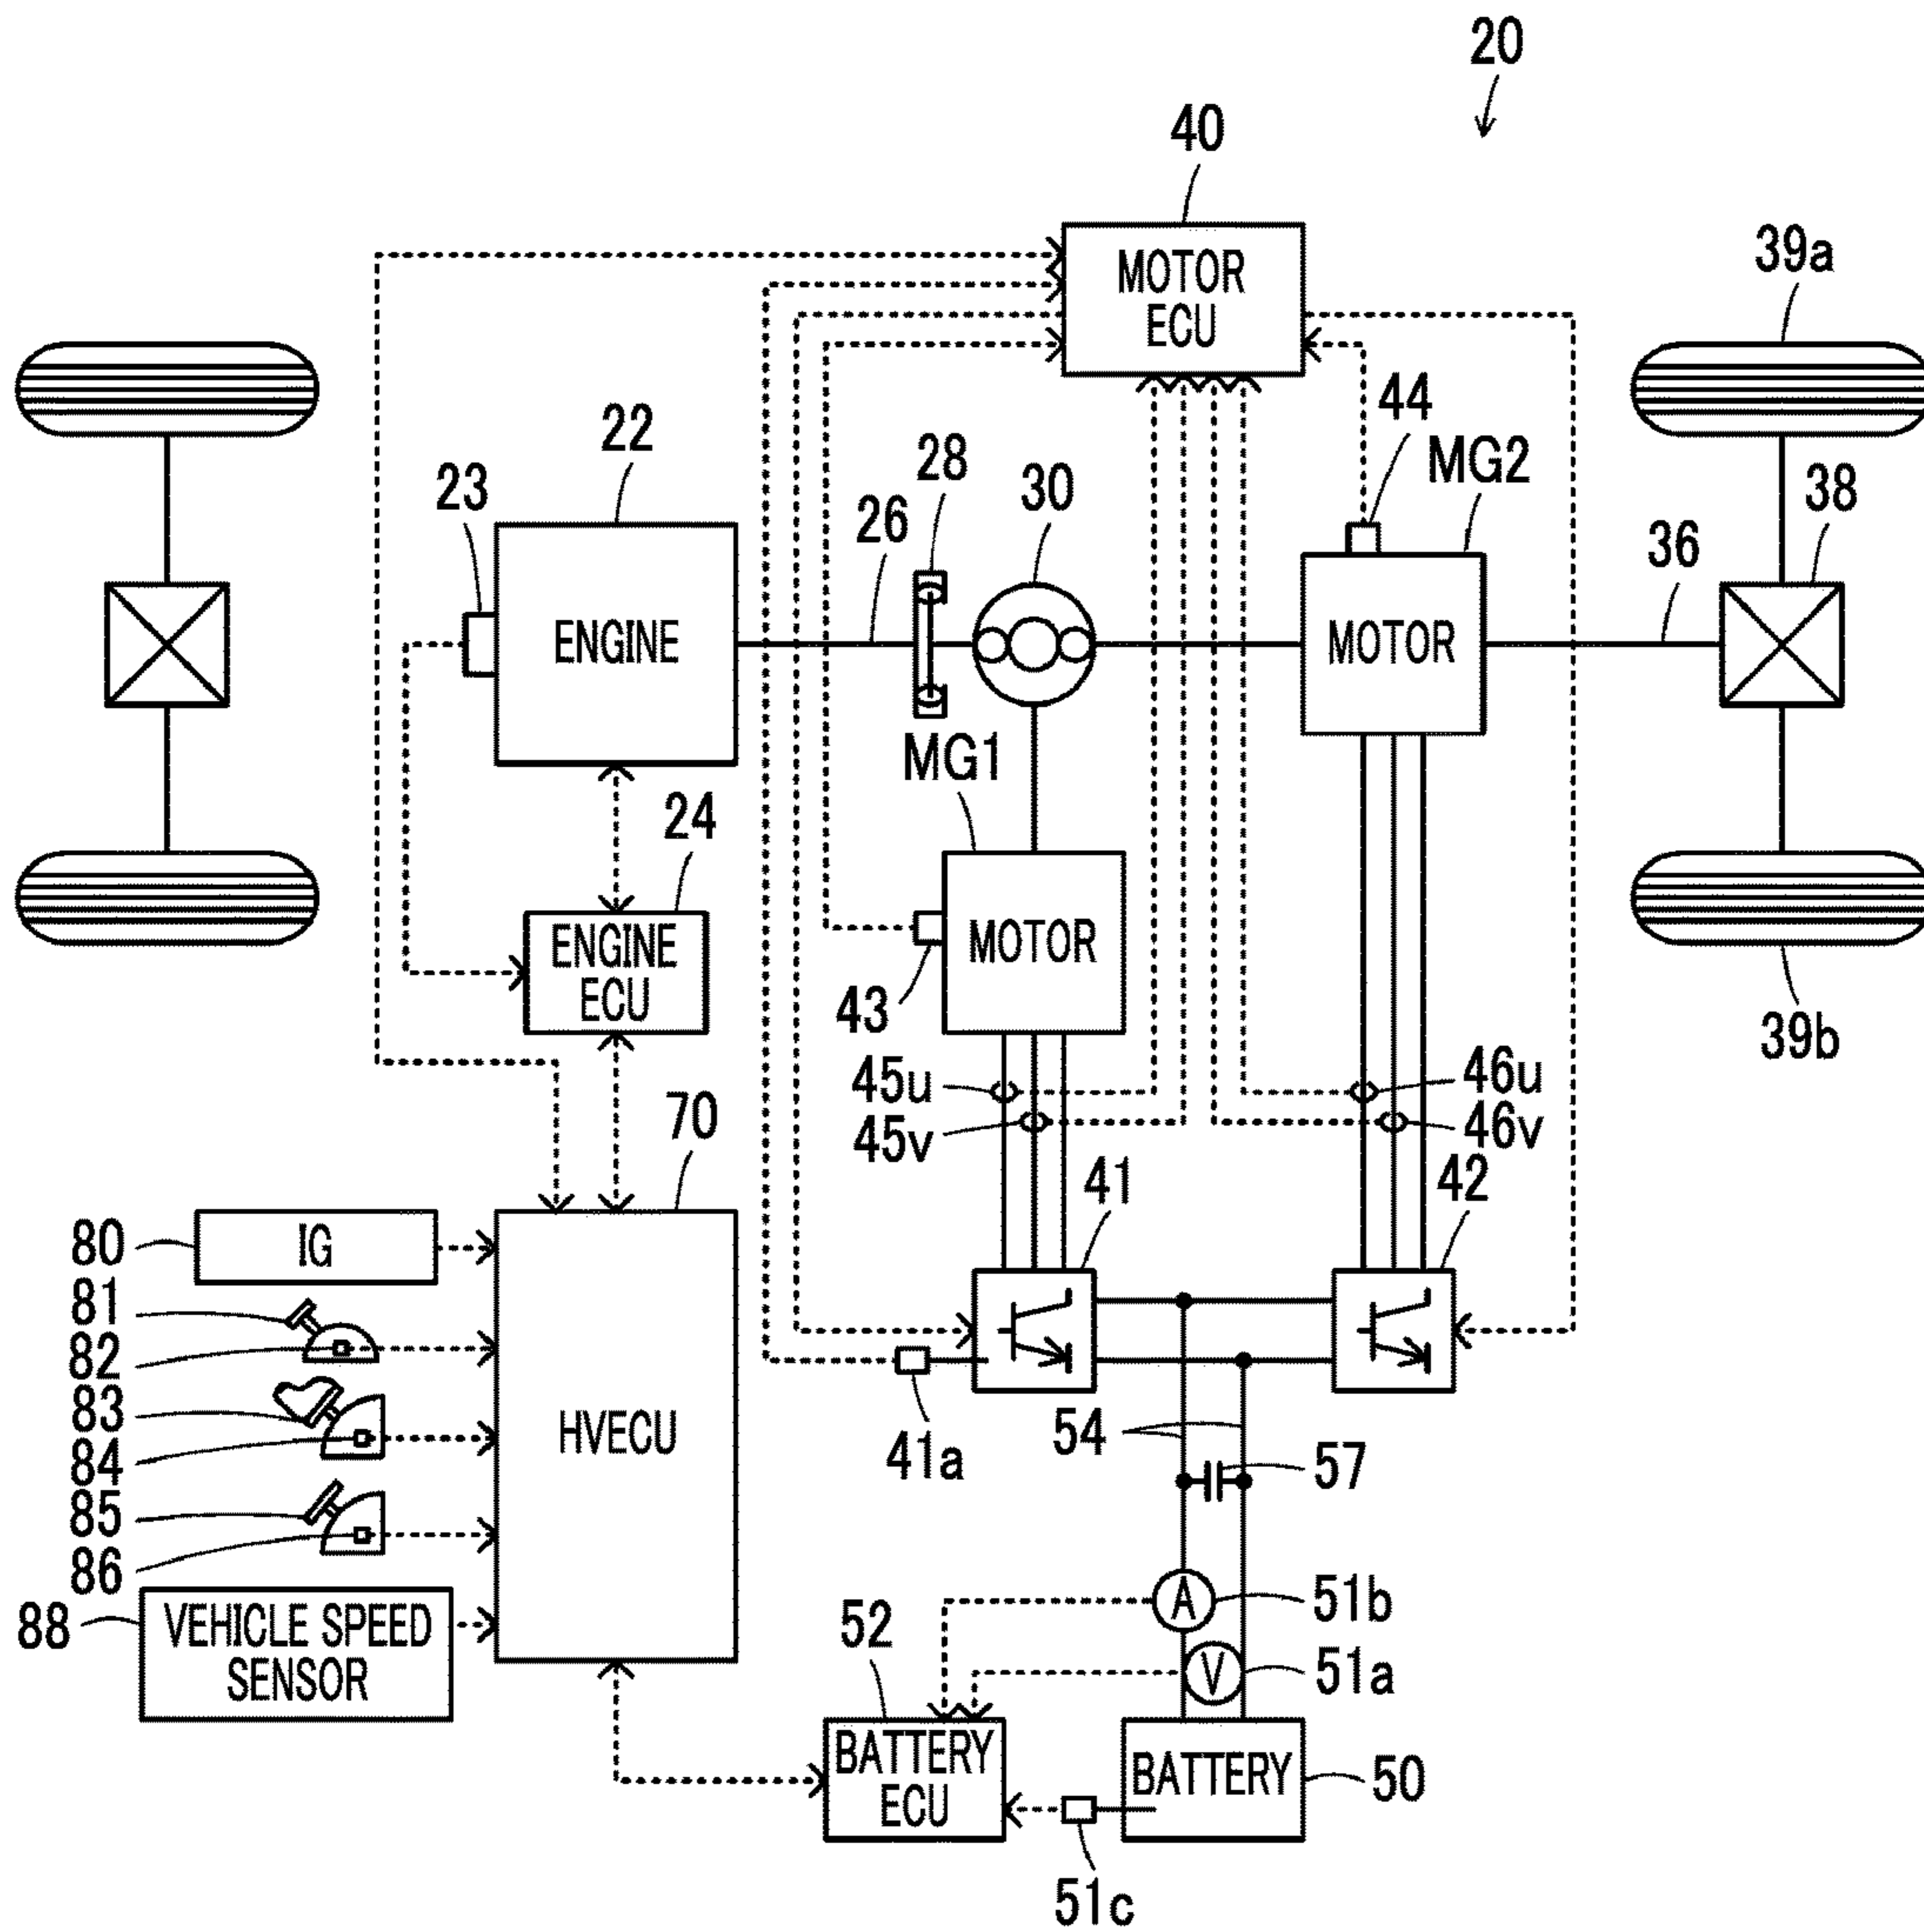 20
40
MOTOR
ECU
39a
22
28
30
44
MG2
38
23
26
36
ENGINE
MOTOR
MG1
24
ENGINE
ECU
MOTOR
43
39b
45u
46u
45v
46v
70
41
42
80
IG
81
82
83
84
HVECU
41a
54
57
85
86
88
VEHICLE SPEED
SENSOR
52
A
51b
V
51a
BATTERY
ECU
BATTERY
50
51c